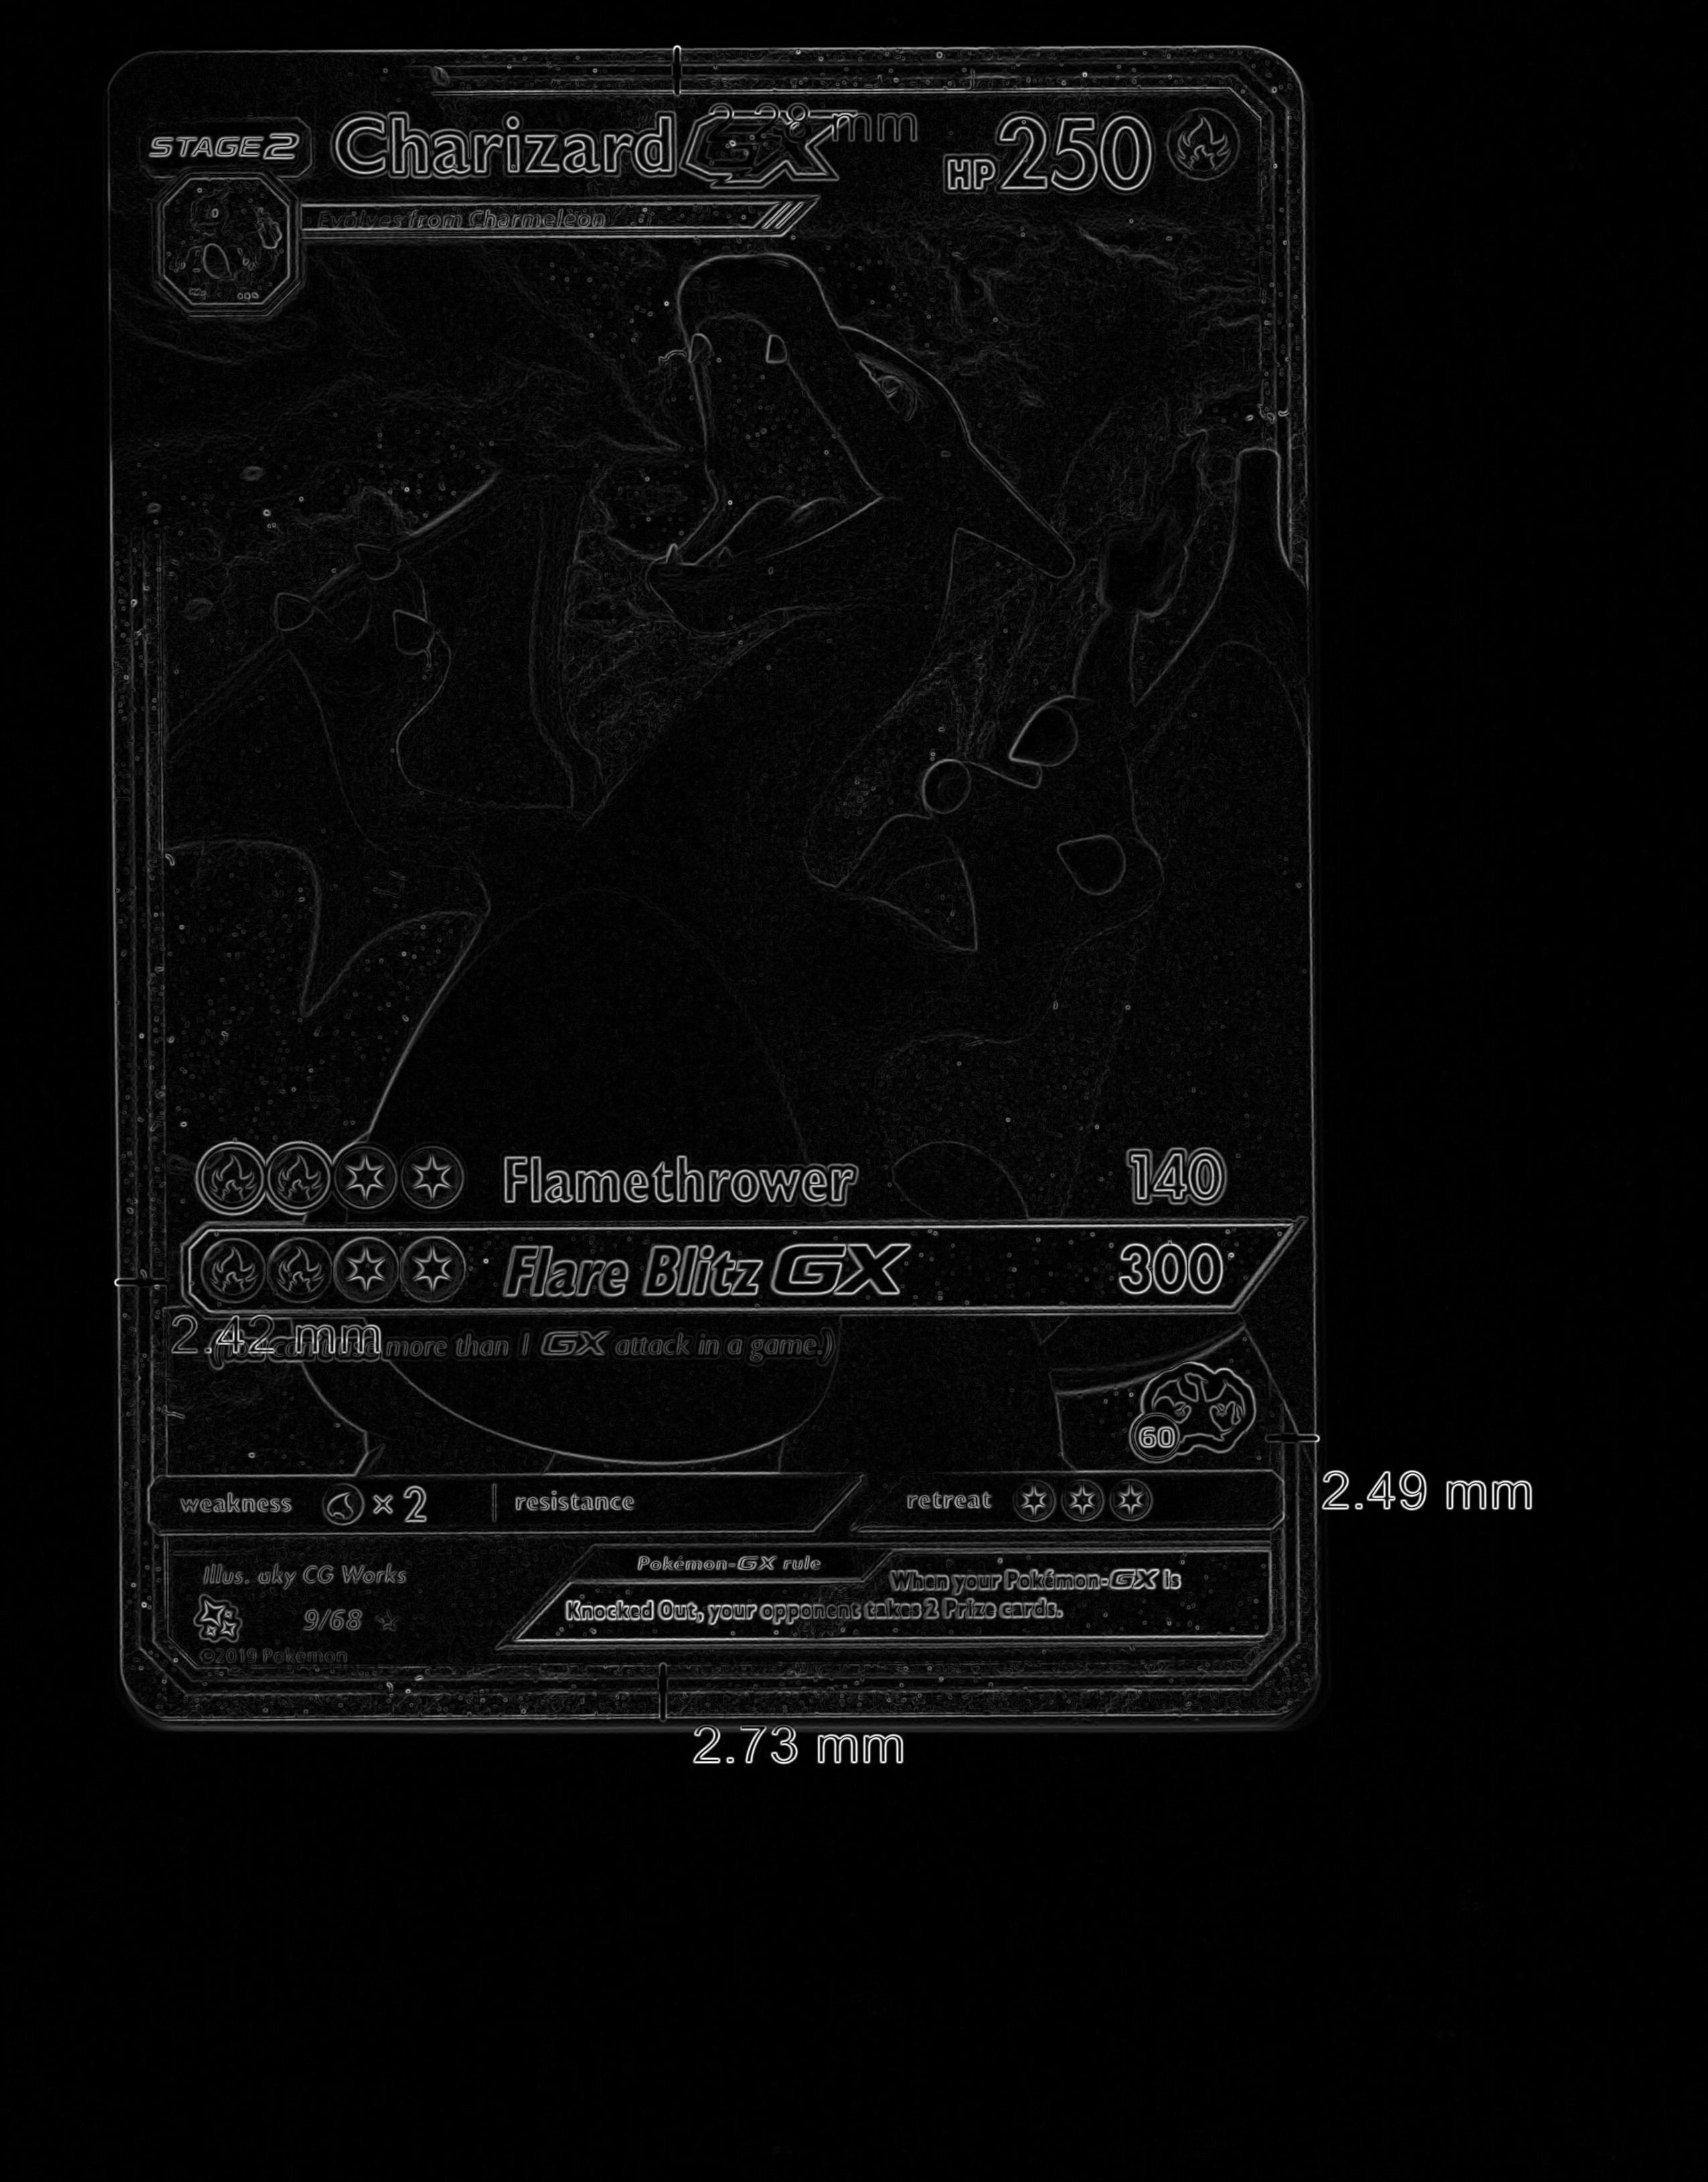 STAGE 2 Charizard GX mm HP 250
Evolves from Charmeleon
Flamethrower 140
Flare Blitz GX 300
2.42 mm more than 1 GX attack in a game.)
60
2.49 mm
weakness × 2 resistance retreat
Illus. aky CG Works
Pokémon-GX rule
When your Pokémon-GX is
Knocked Out, your opponent takes 2 Prize cards.
9/68
©2019 Pokémon
2.73 mm